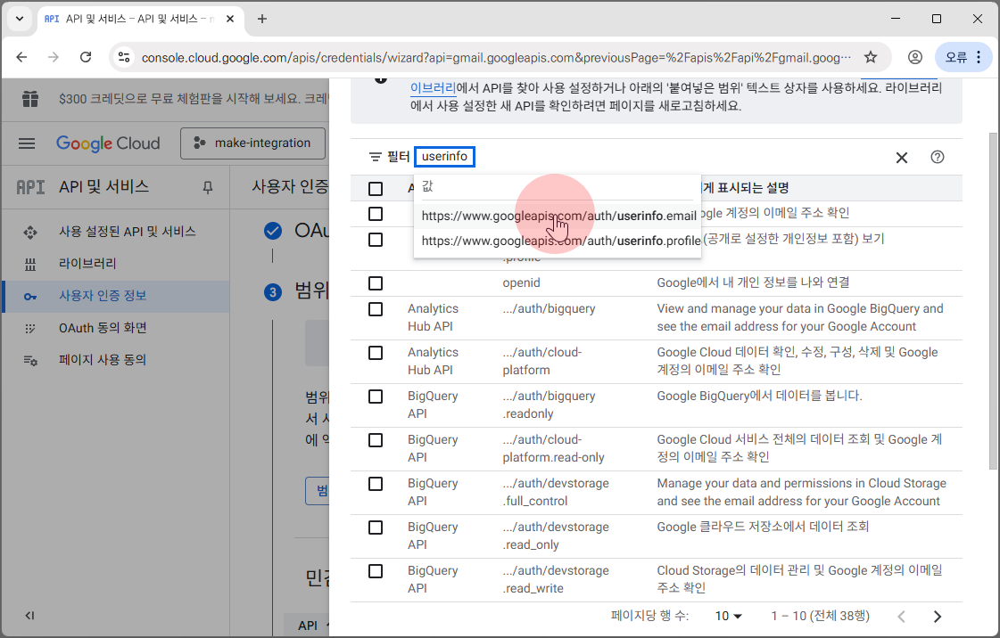 API API 및 서비스 – API 및 서비스 –
console.cloud.google.com/apis/credentials/wizard?api=gmail.googleapis.com&previousPage=%2Fapis%2Fapi%2Fgmail.goog…
오류
$300 크레딧으로 무료 체험판을 시작해 보세요.
이브러리에서 API를 찾아 사용 설정하거나 아래의 '붙여넣은 범위' 텍스트 상자를 사용하세요. 라이브러리
에서 사용 설정한 새 API를 확인하려면 페이지를 새로고침하세요.
Google Cloud
make-integration
API API 및 서비스
사용 설정된 API 및 서비스
라이브러리
사용자 인증 정보
OAuth 동의 화면
페이지 사용 동의
사용자 인증
3 범위
범위
서
에
범
API
필터 userinfo
값
https://www.googleapis.com/auth/userinfo.email
https://www.googleapis.com/auth/userinfo.profile
게 표시되는 설명
계정의 이메일 주소 확인
(공개로 설정한 개인정보 포함) 보기
.profile
openid Google에서 내 개인 정보를 나와 연결
Analytics Hub API .../auth/bigquery View and manage your data in Google BigQuery and
see the email address for your Google Account
Analytics Hub API .../auth/cloud-platform Google Cloud 데이터 확인, 수정, 구성, 삭제 및 Google
계정의 이메일 주소 확인
BigQuery API .../auth/bigquery.readonly Google BigQuery에서 데이터를 봅니다.
BigQuery API .../auth/cloud-platform.read-only Google Cloud 서비스 전체의 데이터 조회 및 Google 계
정의 이메일 주소 확인
BigQuery API .../auth/devstorage.full_control Manage your data and permissions in Cloud Storage
and see the email address for your Google Account
BigQuery API .../auth/devstorage.read_only Google 클라우드 저장소에서 데이터 조회
BigQuery API .../auth/devstorage.read_write Cloud Storage의 데이터 관리 및 Google 계정의 이메일
주소 확인
페이지당 행 수: 10 1 – 10 (전체 38행)